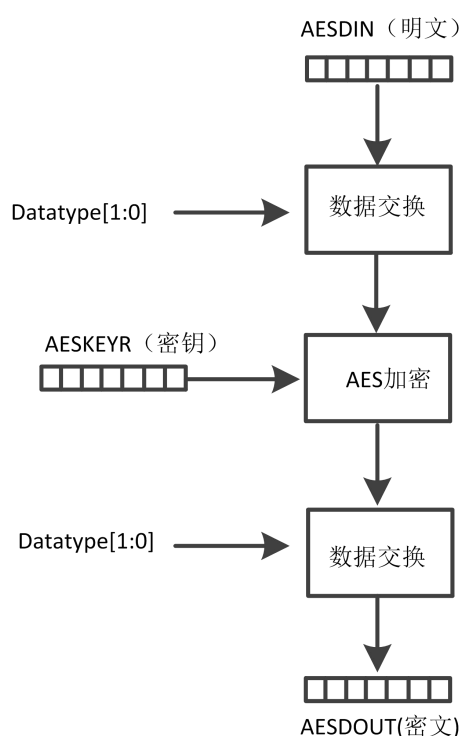 AESDIN（明文）
数据交换
Datatype[1:0]
AESKEYR（密钥）
AES加密
Datatype[1:0]
数据交换
AESDOUT(密文)